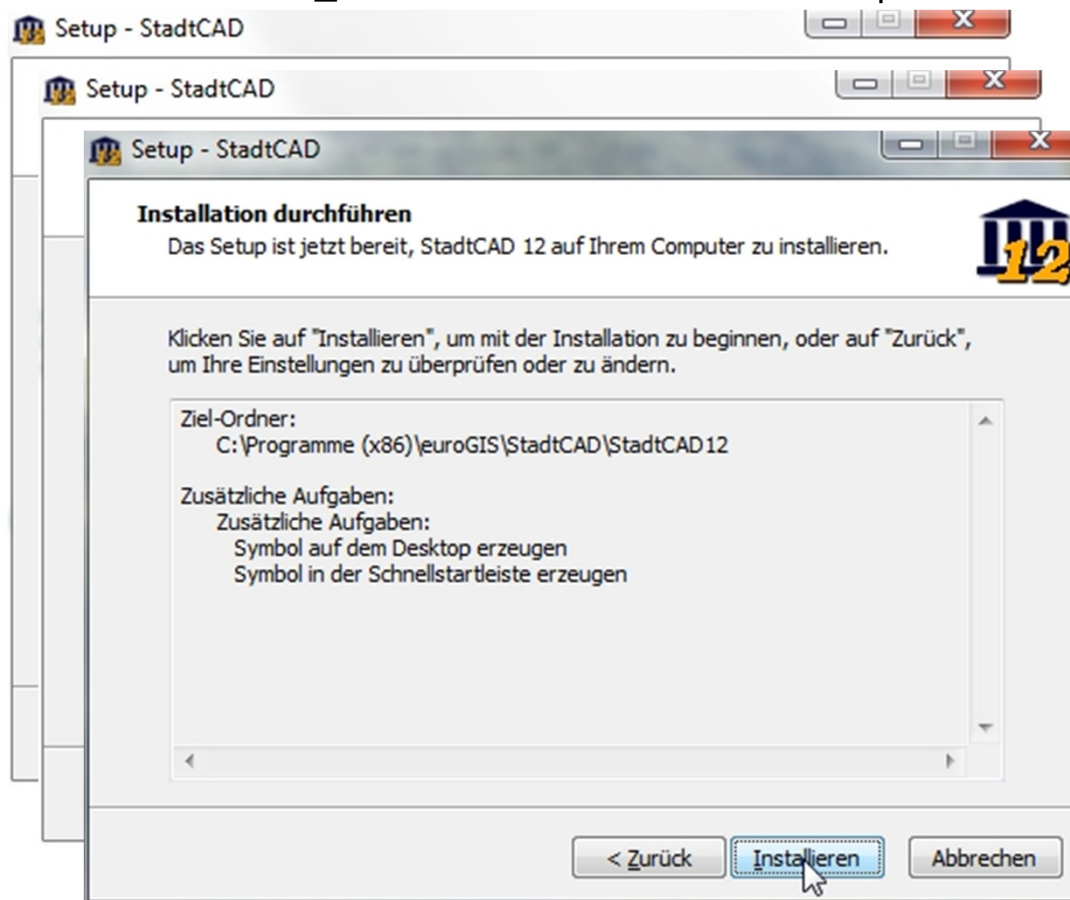 Setup - StadtCAD
Setup - StadtCAD
Setup - StadtCAD
Installation durchführen
Das Setup ist jetzt bereit, StadtCAD 12 auf Ihrem Computer zu installieren.
12
Klicken Sie auf "Installieren", um mit der Installation zu beginnen, oder auf "Zurück",
um Ihre Einstellungen zu überprüfen oder zu ändern.
Ziel-Ordner:
C:\Programme (x86)\euroGIS\StadtCAD\StadtCAD12
Zusätzliche Aufgaben:
Zusätzliche Aufgaben:
Symbol auf dem Desktop erzeugen
Symbol in der Schnellstartleiste erzeugen
< Zurück Installieren Abbrechen